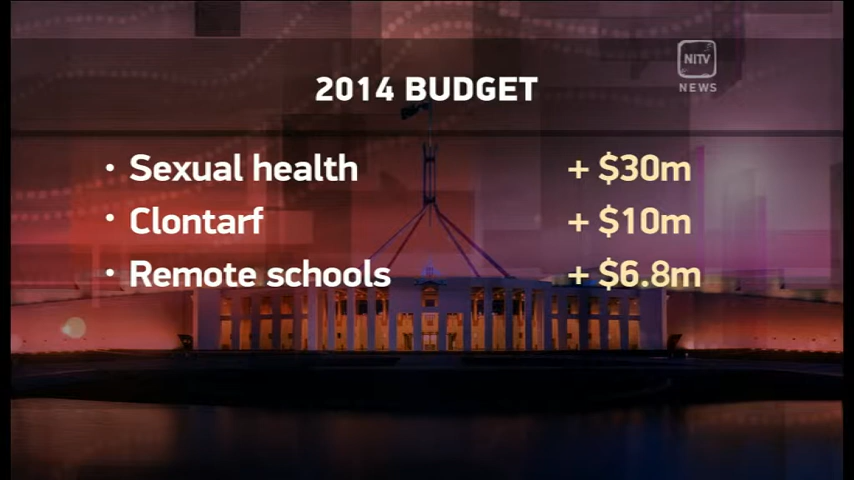 NITV
NEWS
2014 BUDGET
• Sexual health + $30m
• Clontarf + $10m
• Remote schools + $6.8m